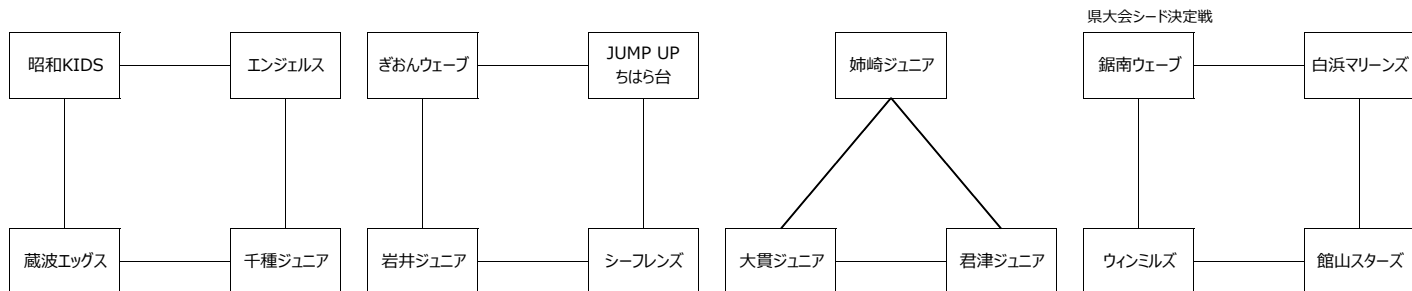 県大会シード決定戦
昭和KIDS
エンジェルス
ぎおんウェーブ
JUMP UP
ちはら台
姉崎ジュニア
鋸南ウェーブ
白浜マリーンズ
蔵波エッグス
千種ジュニア
岩井ジュニア
シーフレンズ
大貫ジュニア
君津ジュニア
ウィンミルズ
館山スターズ